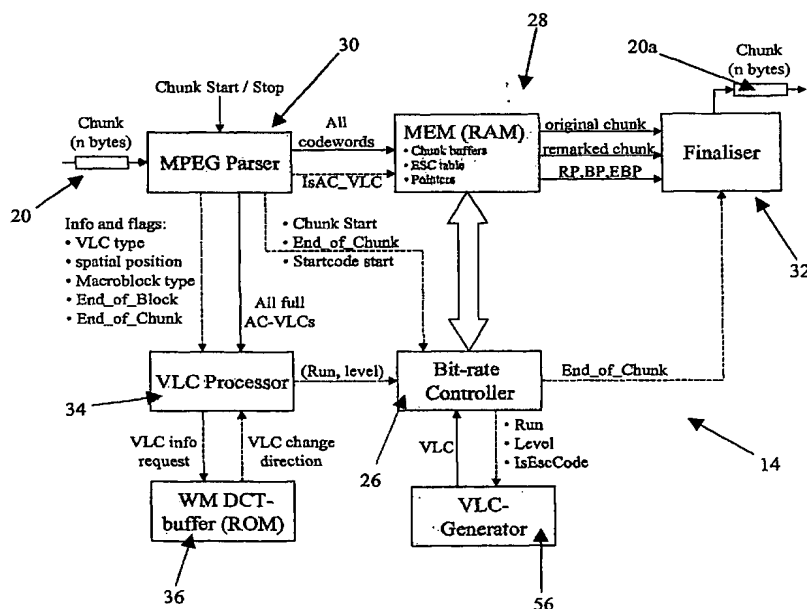 30
28
20a
Chunk
(n bytes)
Chunk Start / Stop
Chunk
(n bytes)
20
MPEG Parser
All
codewords
IsAC_VLC
MEM (RAM)
• Chunk buffers
• ESC table
• Pointers
original chunk
remarked chunk
RP,BP,EBP
Finaliser
32
Info and flags:
• VLC type
• spatial position
• Macroblock type
• End_of_Block
• End_of_Chunk
All full
AC-VLCs
• Chunk Start
• End_of_Chunk
• Startcode start
VLC Processor
34
(Run, level)
Bit-rate
Controller
26
End_of_Chunk
14
VLC info
request
VLC change
direction
VLC
• Run
• Level
• IsEscCode
WM DCT-
buffer (ROM)
36
VLC-
Generator
56